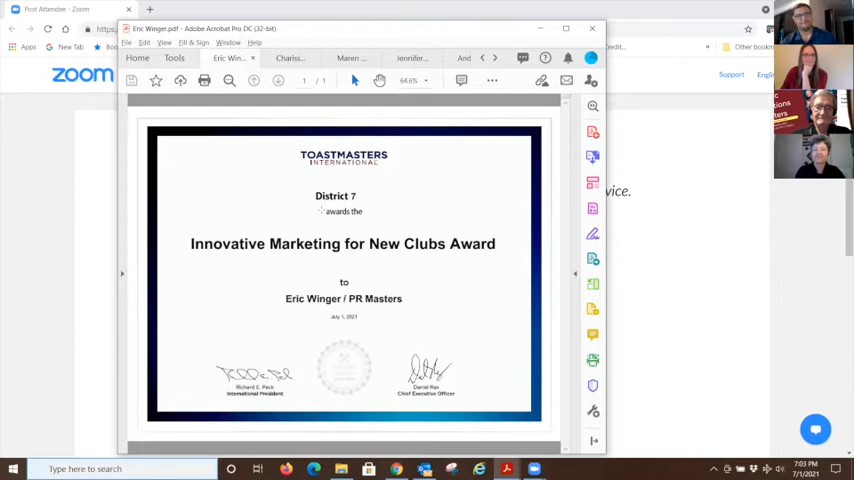 Post Attendee - Zoom
Eric Winger.pdf - Adobe Acrobat Pro DC (32-bit)
https:
File Edit View Fill & Sign Window Help
Apps
New Tab
Other bookm
Home Tools Eric Win... Chariss... Maren ... Jennifer... And
zoom
1 / 1
64.6%
Support
Englis
TOASTMASTERS
INTERNATIONAL
District 7
awards the
vice.
Innovative Marketing for New Clubs Award
to
Eric Winger / PR Masters
July 1, 2021
Richard E. Peck
International President
Daniel Rex
Chief Executive Officer
Type here to search
7:03 PM
7/1/2021